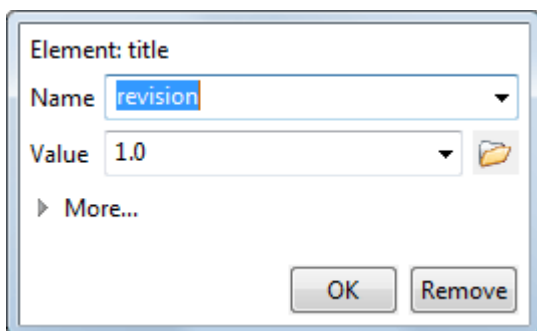 Element: title
Name revision
Value 1.0
More...
OK Remove